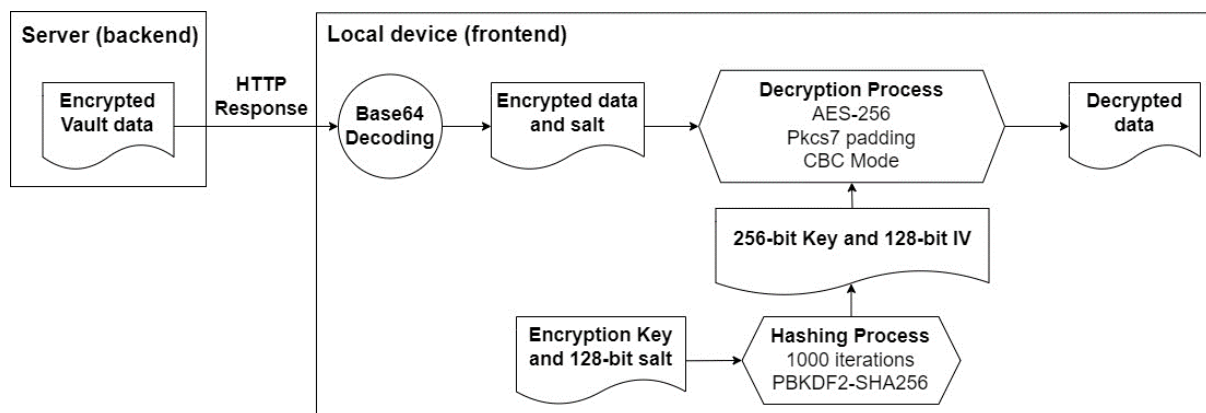 Server (backend)
Local device (frontend)
Encrypted
Vault data
HTTP
Response
Base64
Decoding
Encrypted data
and salt
Decryption Process
AES-256
Pkcs7 padding
CBC Mode
Decrypted
data
256-bit Key and 128-bit IV
Encryption Key
and 128-bit salt
Hashing Process
1000 iterations
PBKDF2-SHA256